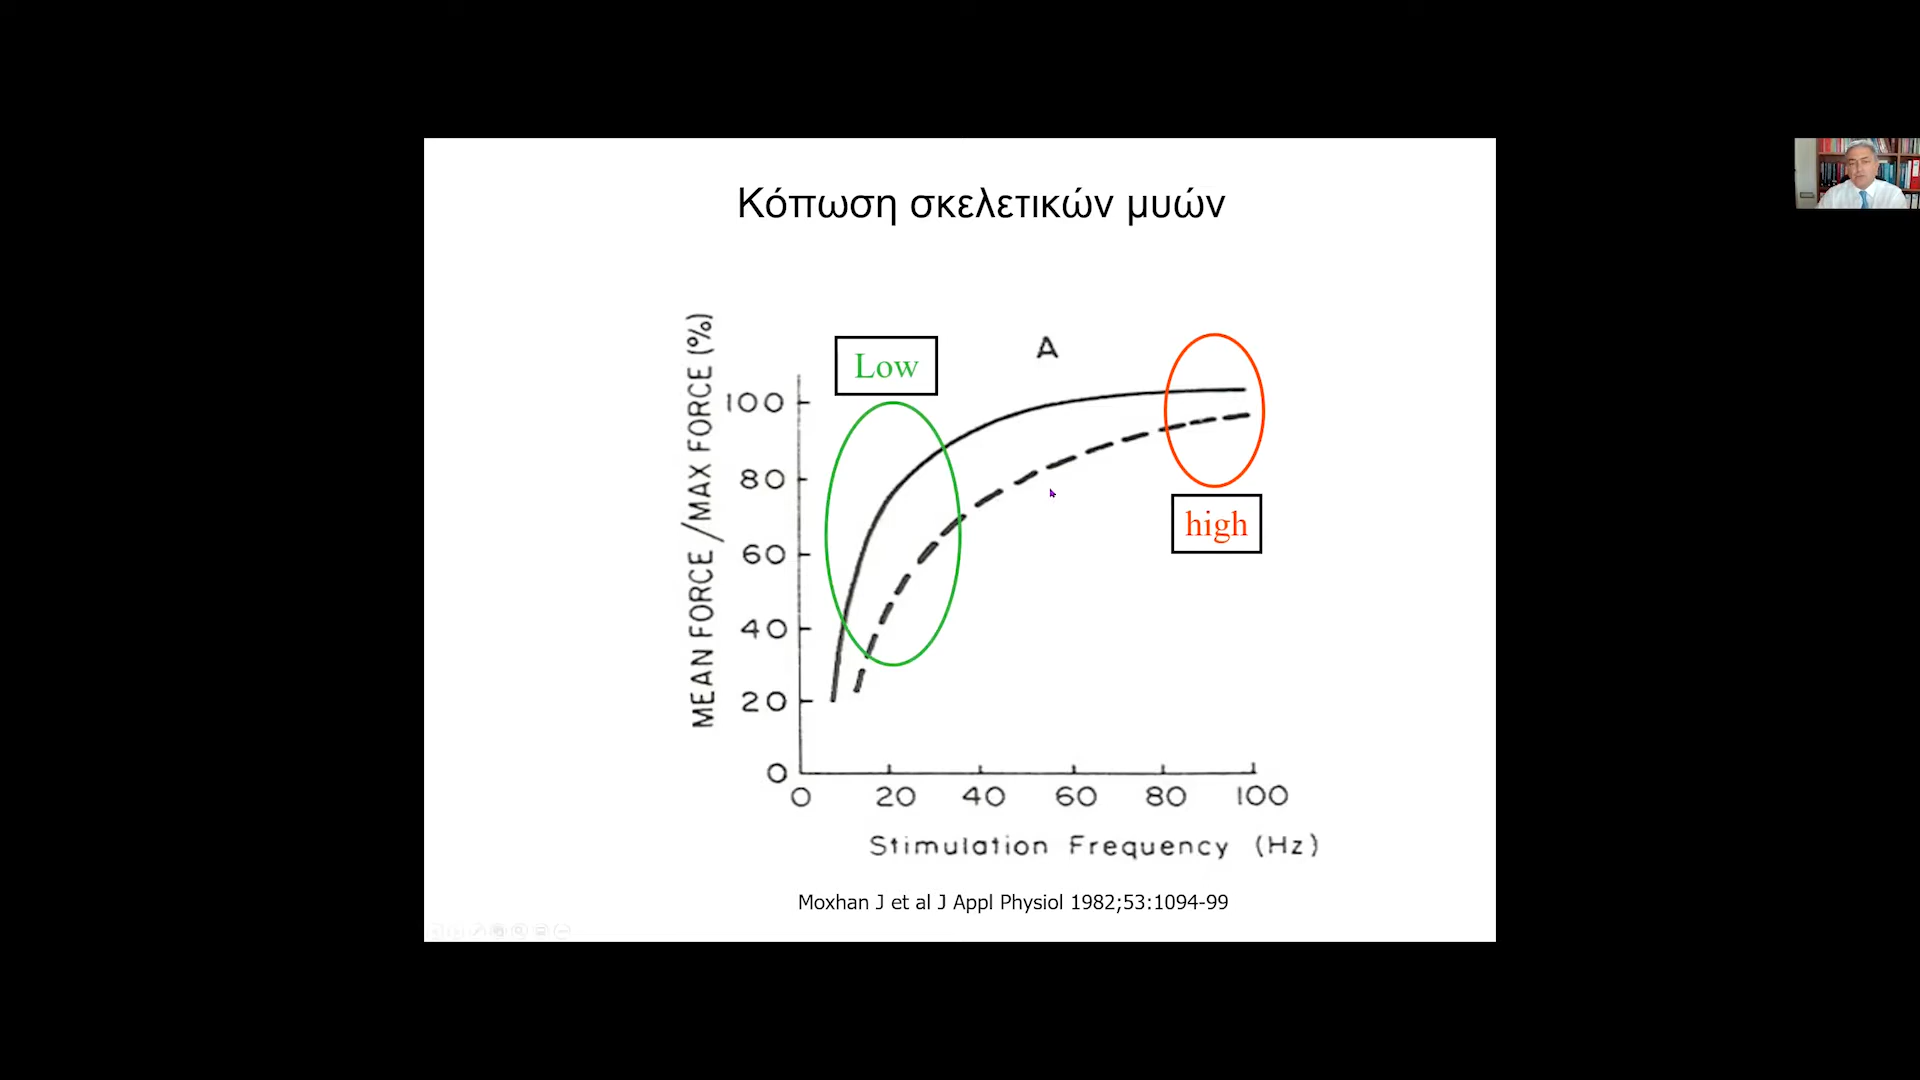 Κόπωση σκελετικών μυών
MEAN FORCE/MAX FORCE (%)
Low
A
high
100
80
60
40
20
0
0 20 40 60 80 100
Stimulation Frequency (Hz)
Moxhan J et al J Appl Physiol 1982;53:1094-99